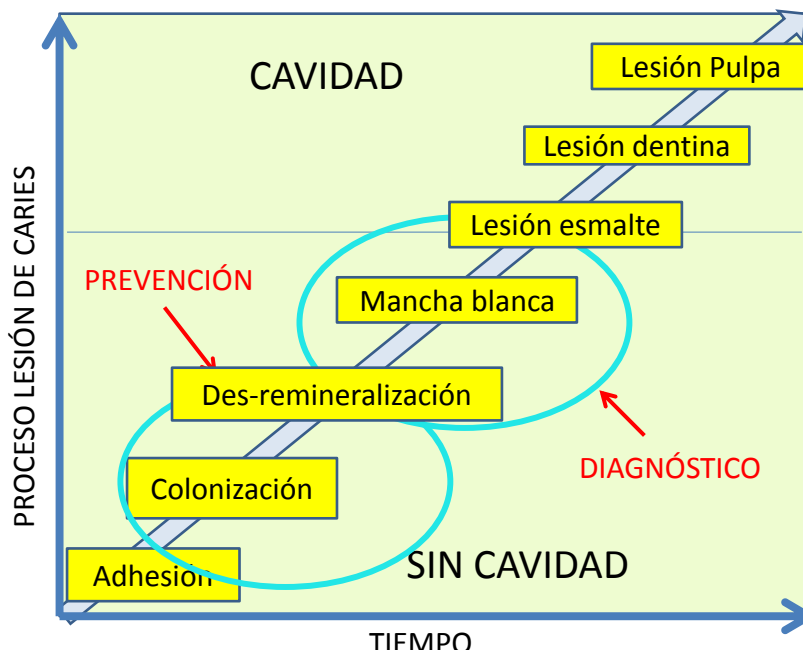 CAVIDAD
Lesión Pulpa
Lesión dentina
Lesión esmalte
PREVENCIÓN
Mancha blanca
Des-remineralización
DIAGNÓSTICO
Colonización
SIN CAVIDAD
Adhesión
PROCESO LESIÓN DE CARIES
TIEMPO